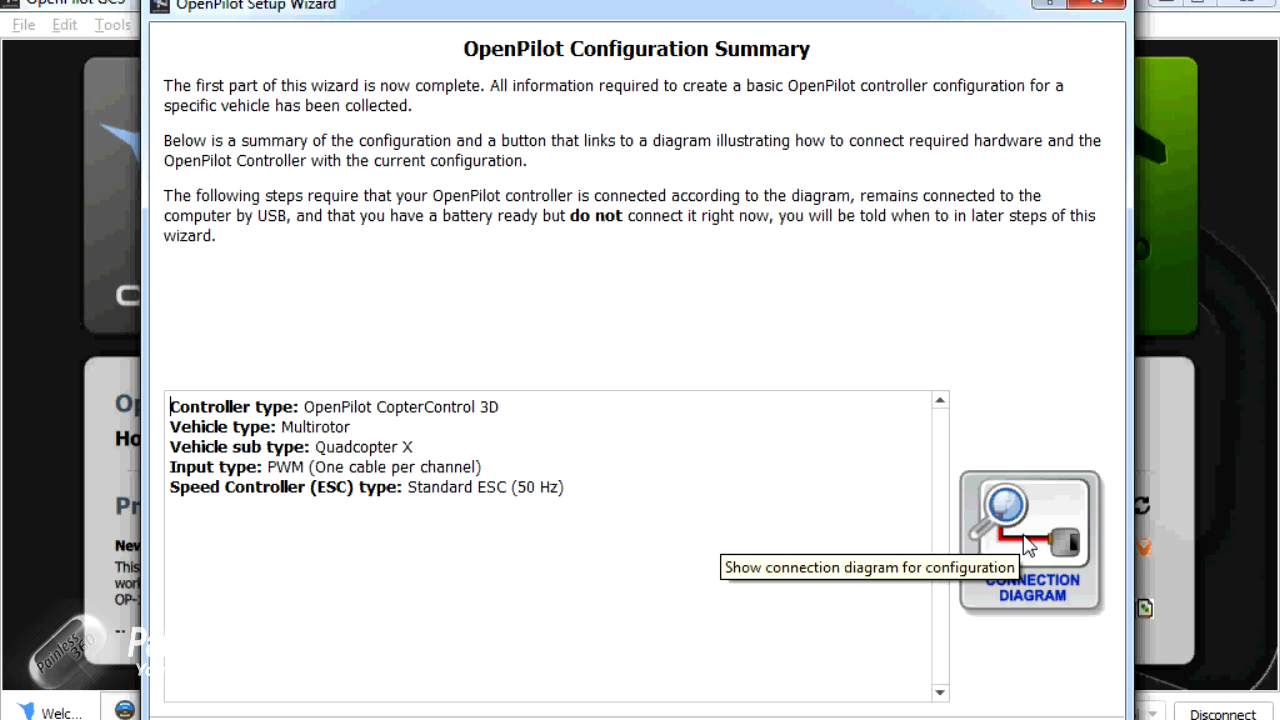 OpenPilot GCS
OpenPilot Setup Wizard
File Edit Tools
OpenPilot Configuration Summary
The first part of this wizard is now complete. All information required to create a basic OpenPilot controller configuration for a
specific vehicle has been collected.
Below is a summary of the configuration and a button that links to a diagram illustrating how to connect required hardware and the
OpenPilot Controller with the current configuration.
The following steps require that your OpenPilot controller is connected according to the diagram, remains connected to the
computer by USB, and that you have a battery ready but do not connect it right now, you will be told when to in later steps of this
wizard.
Controller type: OpenPilot CopterControl 3D
Vehicle type: Multirotor
Vehicle sub type: Quadcopter X
Input type: PWM (One cable per channel)
Speed Controller (ESC) type: Standard ESC (50 Hz)
Show connection diagram for configuration
CONNECTION
DIAGRAM
This
Painless
360
Welc...
Disconnect